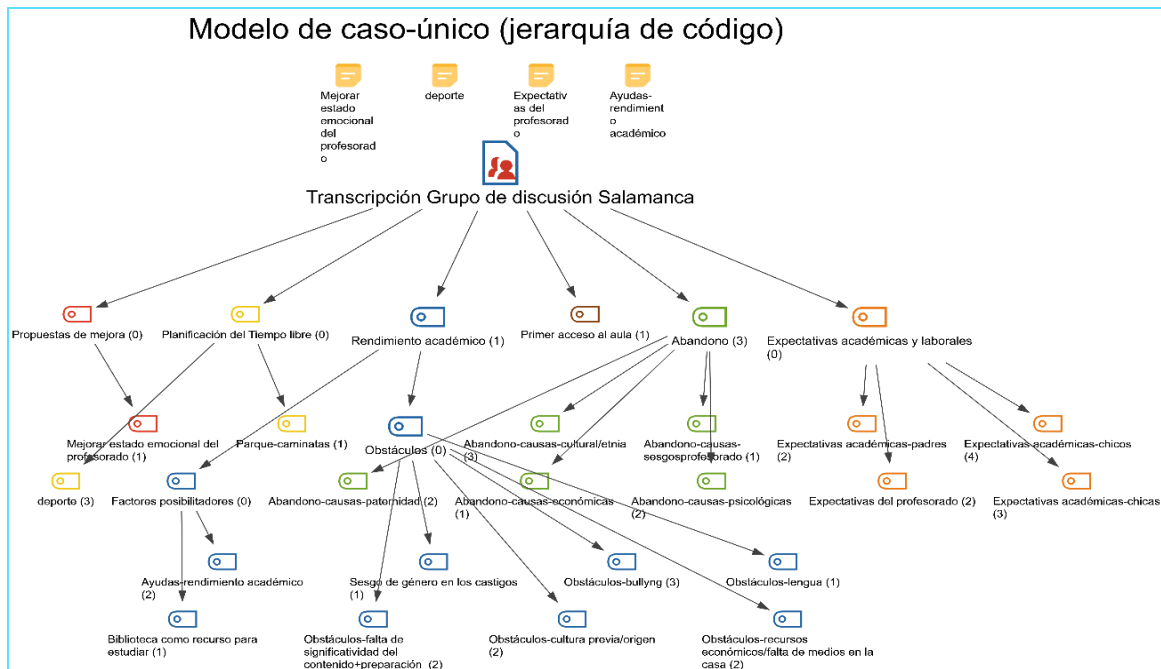 Modelo de caso-único (jerarquía de código)
Mejorar
estado
emocional
del
profesorad
o
deporte
Expectativ
as del
profesorad
o
Ayudas-
rendimient
o
académico
Transcripción Grupo de discusión Salamanca
Propuestas de mejora (0)
Planificación del Tiempo libre (0)
Rendimiento académico (1)
Primer acceso al aula (1)
Abandono (3)
Expectativas académicas y laborales
(0)
Mejorar estado emocional del
profesorado (1)
Parque-caminatas (1)
Obstáculos (0)
Abandono-causas-cultural/etnia
(3)
Abandono-causas-
sesgosprofesorado (1)
Expectativas académicas-padres
(2)
Expectativas académicas-chicos
(4)
deporte (3)
Factores posibilitadores (0)
Abandono-causas-paternidad (2)
Abandono-causas-económicas
(1)
Abandono-causas-psicológicas
(2)
Expectativas del profesorado (2)
Expectativas académicas-chicas
(3)
Ayudas-rendimiento académico
(2)
Sesgo de género en los castigos
(1)
Obstáculos-bullyng (3)
Obstáculos-lengua (1)
Biblioteca como recurso para
estudiar (1)
Obstáculos-falta de
significatividad del
contenido+preparación (2)
Obstáculos-cultura previa/origen
(2)
Obstáculos-recursos
económicos/falta de medios en la
casa (2)